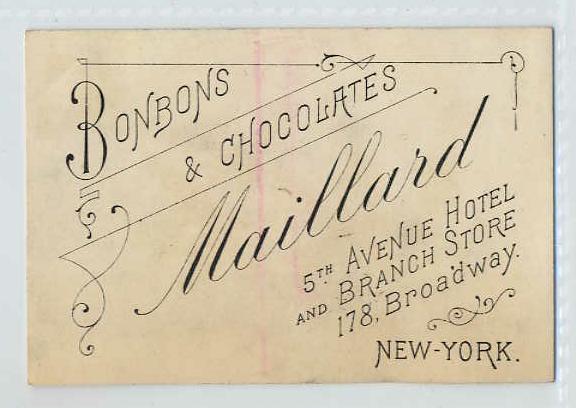 BONBONS
& CHOCOLATES
Maillard
5TH AVENUE HOTEL
AND BRANCH STORE
178, Broadway.
NEW-YORK.